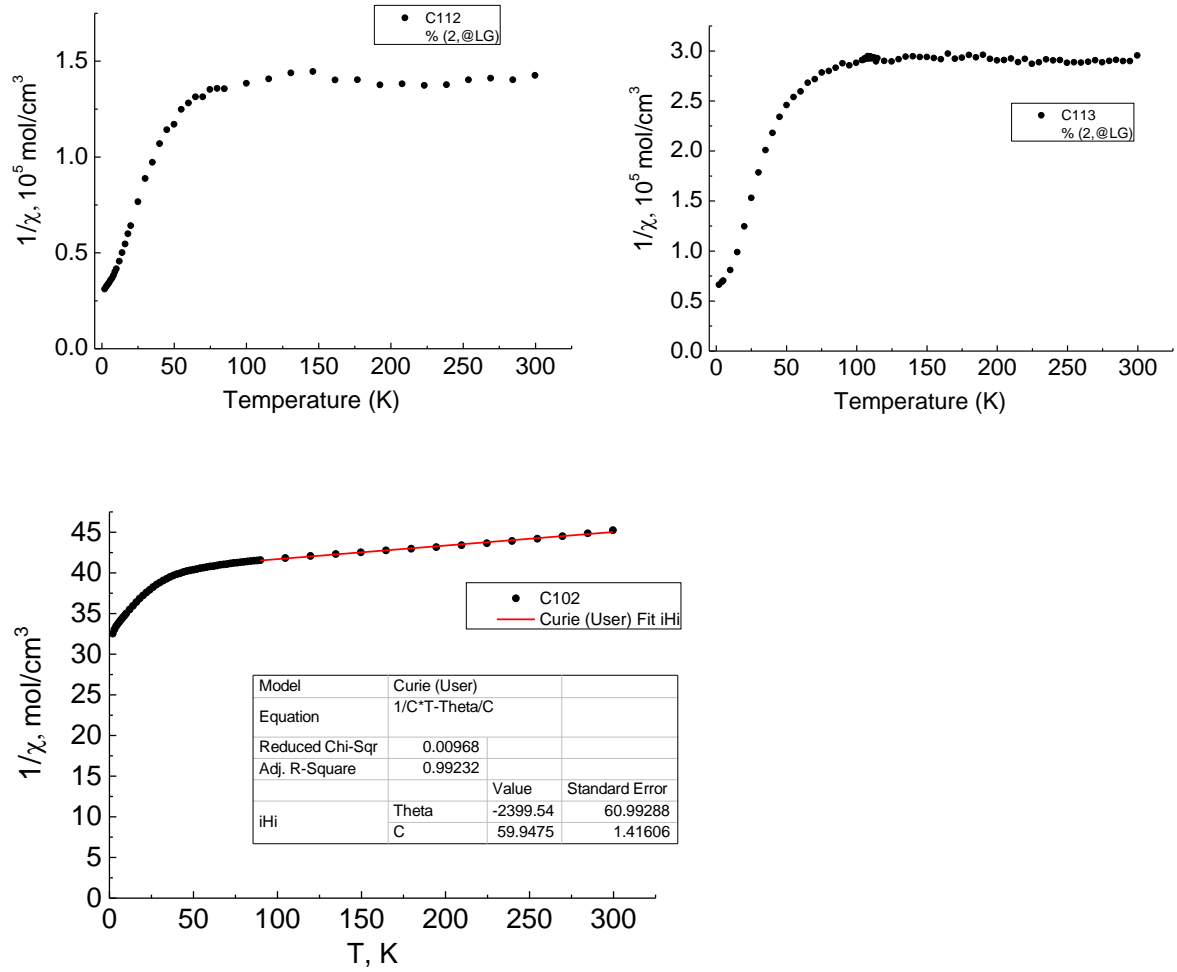 C112
% (2,@LG)
1/χ, 10⁵ mol/cm³
1.5
1.0
0.5
0.0
0 50 100 150 200 250 300
Temperature (K)
C113
% (2,@LG)
1/χ, 10⁵ mol/cm³
3.0
2.5
2.0
1.5
1.0
0.5
0.0
0 50 100 150 200 250 300
Temperature (K)
1/χ, mol/cm³
45
40
35
30
25
20
15
10
5
0
0 50 100 150 200 250 300
T, K
C102
Curie (User) Fit iHi
Model Curie (User)
Equation 1/C*T-Theta/C
Reduced Chi-Sqr 0.00968
Adj. R-Square 0.99232
Value Standard Error
iHi Theta -2399.54 60.99288
C 59.9475 1.41606